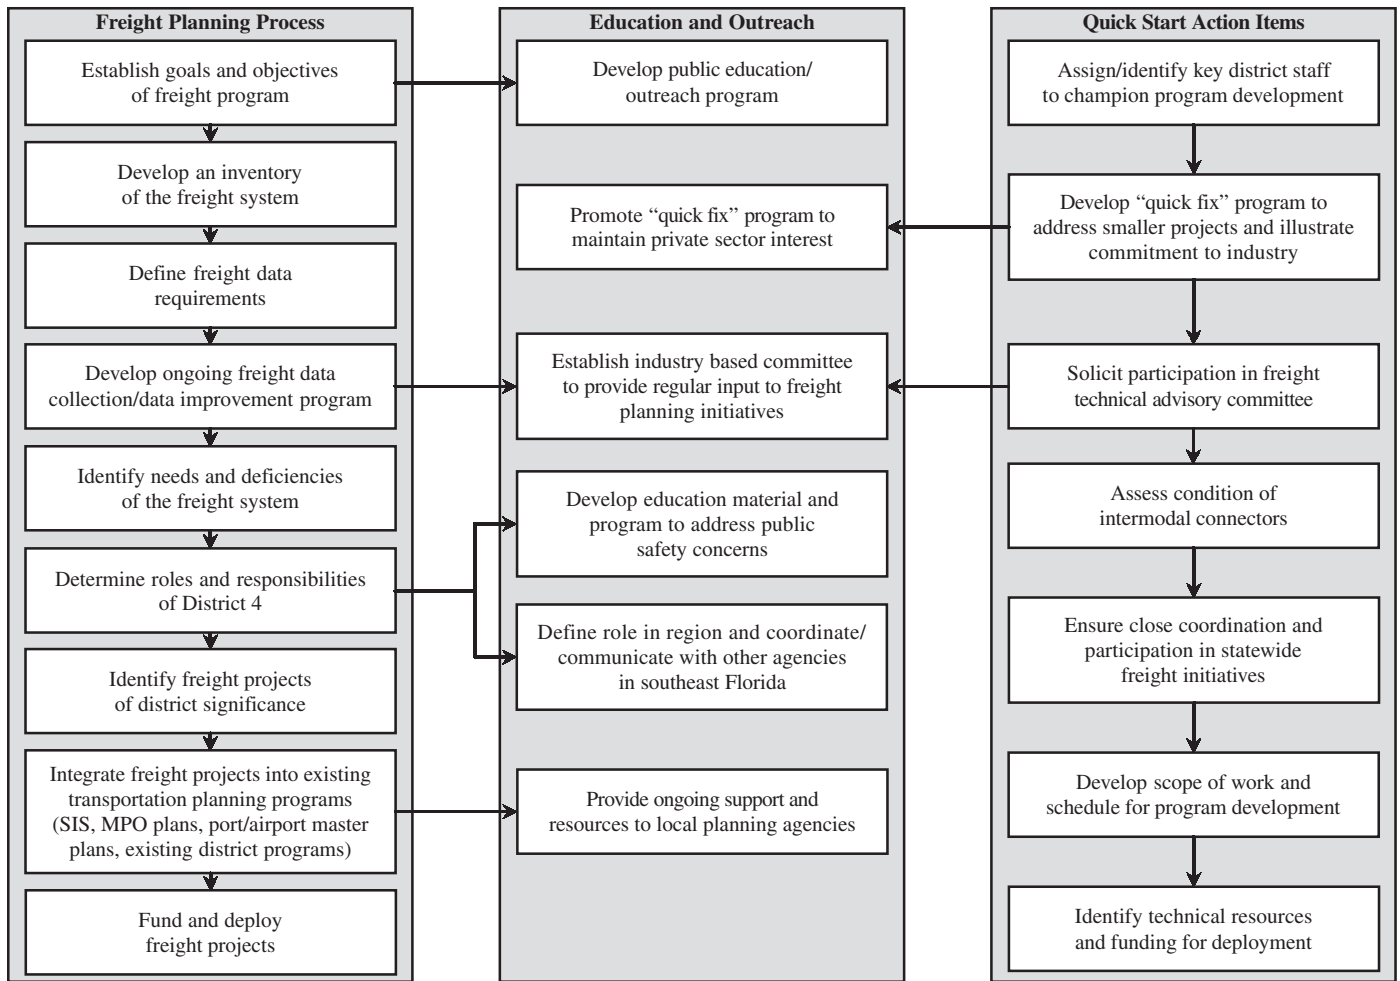 Freight Planning Process
Establish goals and objectives
of freight program
Develop an inventory
of the freight system
Define freight data
requirements
Develop ongoing freight data
collection/data improvement program
Identify needs and deficiencies
of the freight system
Determine roles and responsibilities
of District 4
Identify freight projects
of district significance
Integrate freight projects into existing
transportation planning programs
(SIS, MPO plans, port/airport master
plans, existing district programs)
Fund and deploy
freight projects
Education and Outreach
Develop public education/
outreach program
Promote “quick fix” program to
maintain private sector interest
Establish industry based committee
to provide regular input to freight
planning initiatives
Develop education material and
program to address public
safety concerns
Define role in region and coordinate/
communicate with other agencies
in southeast Florida
Provide ongoing support and
resources to local planning agencies
Quick Start Action Items
Assign/identify key district staff
to champion program development
Develop “quick fix” program to
address smaller projects and illustrate
commitment to industry
Solicit participation in freight
technical advisory committee
Assess condition of
intermodal connectors
Ensure close coordination and
participation in statewide
freight initiatives
Develop scope of work and
schedule for program development
Identify technical resources
and funding for deployment